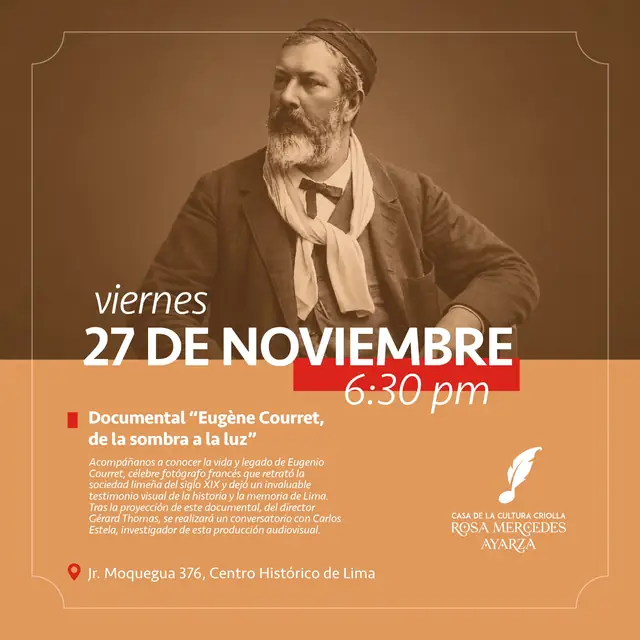 viernes
27 DE NOVIEMBRE
6:30 pm
Documental “Eugène Courret,
de la sombra a la luz”
Acompáñanos a conocer la vida y legado de Eugenio
Courret, célebre fotógrafo francés que retrató la
sociedad limeña del siglo XIX y dejó un invaluable
testimonio visual de la historia y la memoria de Lima.
Tras la proyección de este documental, del director
Gérard Thomas, se realizará un conversatorio con Carlos
Estela, investigador de esta producción audiovisual.
CASA DE LA CULTURA CRIOLLA
ROSA MERCEDES
AYARZA
Jr. Moquegua 376, Centro Histórico de Lima